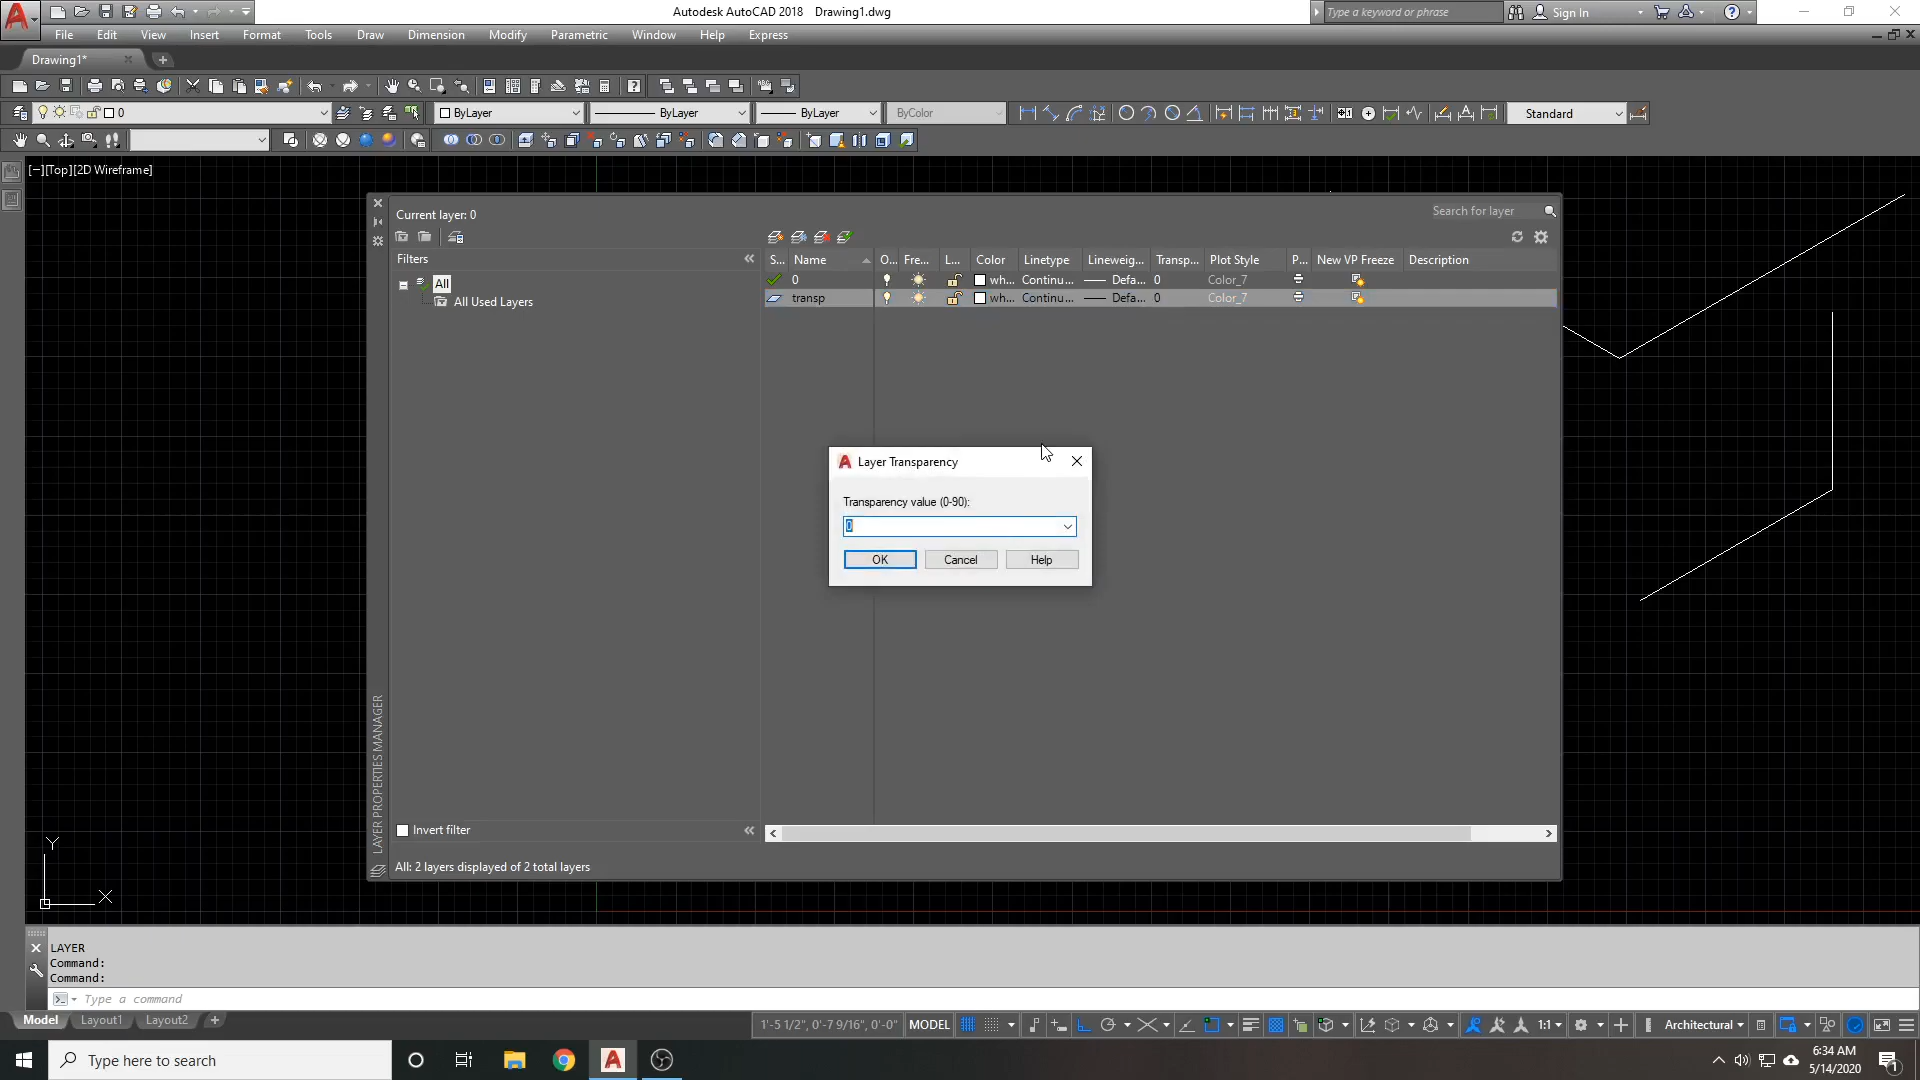 Autodesk AutoCAD 2018 Drawing1.dwg
Type a keyword or phrase
Sign In
File Edit View Insert Format Tools Draw Dimension Modify Parametric Window Help Express
Drawing1*
0
ByLayer
ByLayer
ByLayer
ByColor
Standard
[−][Top][2D Wireframe]
Current layer: 0
Search for layer
Filters
S... Name O... Fre... L... Color Linetype Lineweig... Transp... Plot Style P... New VP Freeze Description
All
0 wh... Continu... Defa... 0 Color_7
All Used Layers
transp wh... Continu... Defa... 0 Color_7
Layer Transparency
Transparency value (0-90):
0
OK Cancel Help
LAYER PROPERTIES MANAGER
Invert filter
All: 2 layers displayed of 2 total layers
Y
X
LAYER
Command:
Command:
Type a command
Model Layout1 Layout2
1'-5 1/2", 0'-7 9/16", 0'-0" MODEL 1:1 Architectural
Type here to search
6:34 AM
5/14/2020
1